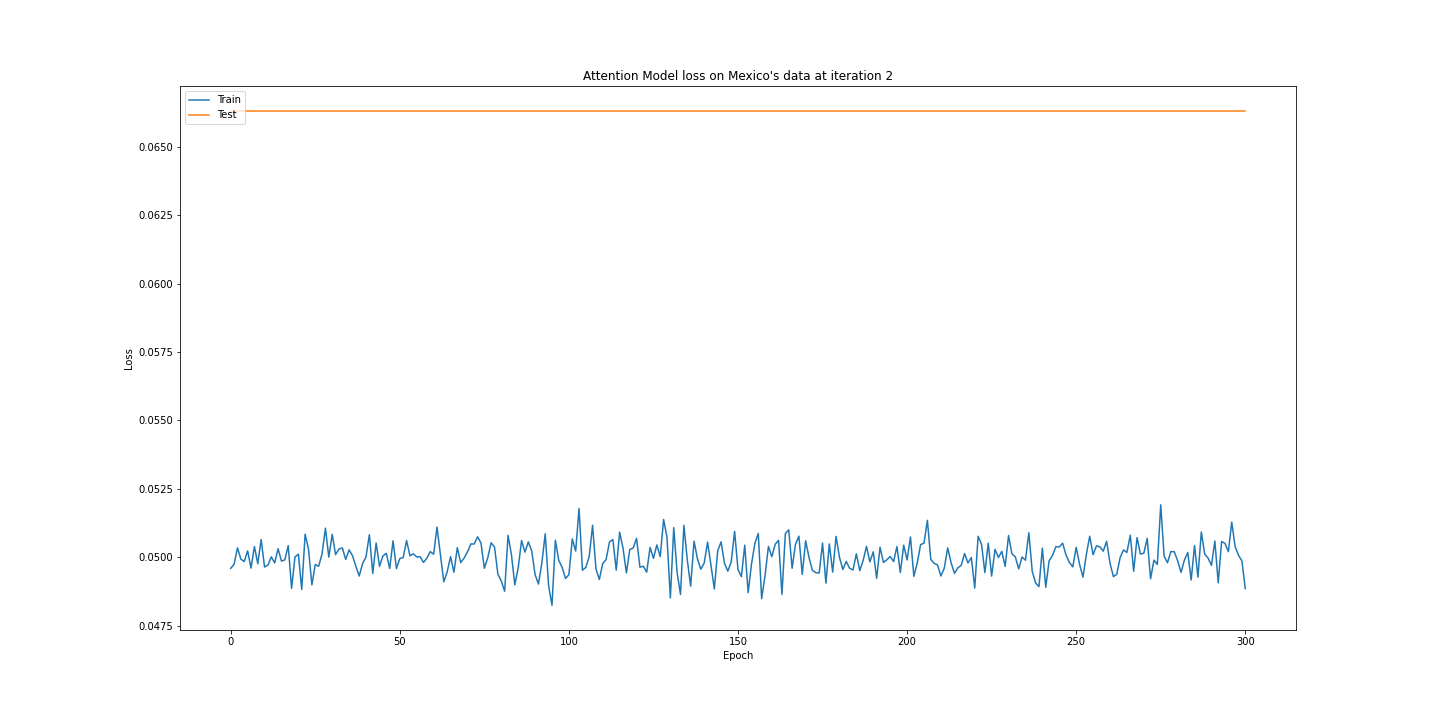 Attention Model loss on Mexico's data at iteration 2
Train
Test
0.0650
0.0625
0.0600
0.0575
0.0550
0.0525
0.0500
0.0475
Loss
0 50 100 150 200 250 300
Epoch